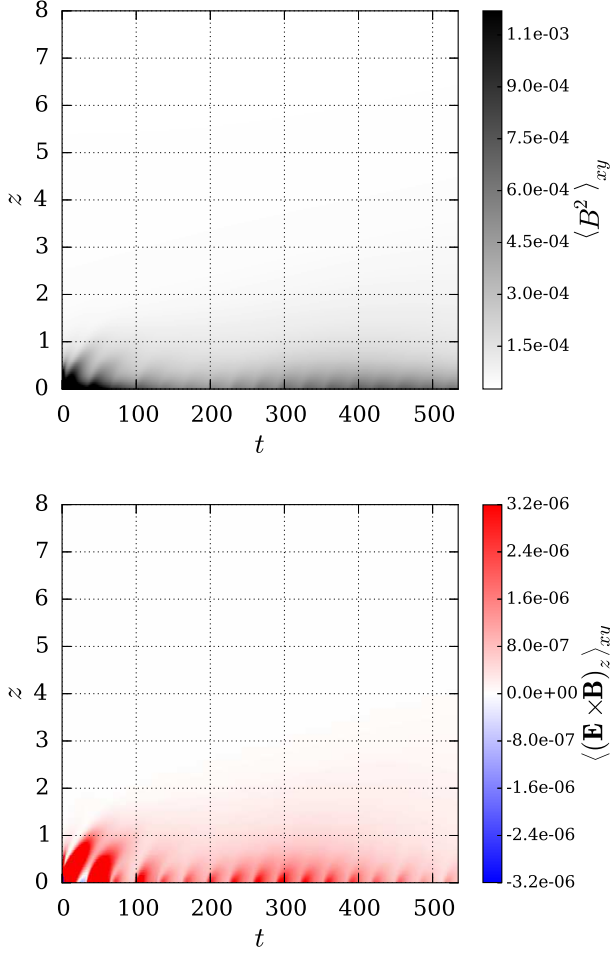 8
7
6
5
4
3
2
1
0
z
0 100 200 300 400 500
t
1.1e-03
9.0e-04
7.5e-04
6.0e-04
4.5e-04
3.0e-04
1.5e-04
⟨B²⟩xy
8
7
6
5
4
3
2
1
0
z
0 100 200 300 400 500
t
3.2e-06
2.4e-06
1.6e-06
8.0e-07
0.0e+00
-8.0e-07
-1.6e-06
-2.4e-06
-3.2e-06
⟨(E×B)z⟩xy